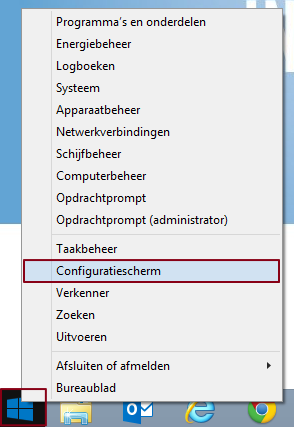 Programma's en onderdelen
Energiebeheer
Logboeken
Systeem
Apparaatbeheer
Netwerkverbindingen
Schijfbeheer
Computerbeheer
Opdrachtprompt
Opdrachtprompt (administrator)
Taakbeheer
Configuratiescherm
Verkenner
Zoeken
Uitvoeren
Afsluiten of afmelden
Bureaublad